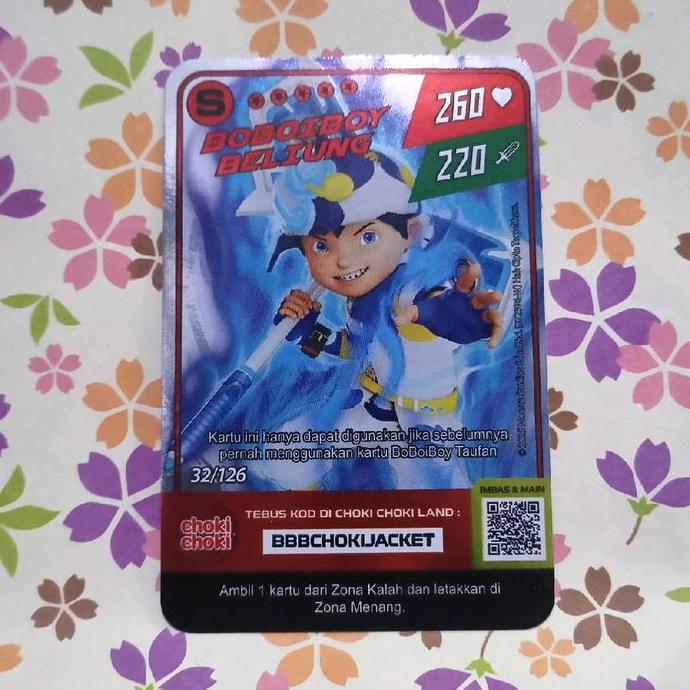 S
BOBOIBOY
BELIUNG
260
220
Kartu ini hanya dapat digunakan jika sebelumnya
pernah menggunakan kartu BoBoiBoy Taufan
32/126
IMBAS & MAIN
choki
choki
TEBUS KOD DI CHOKI CHOKI LAND :
BBBCHOKIJACKET
Ambil 1 kartu dari Zona Kalah dan letakkan di
Zona Menang.